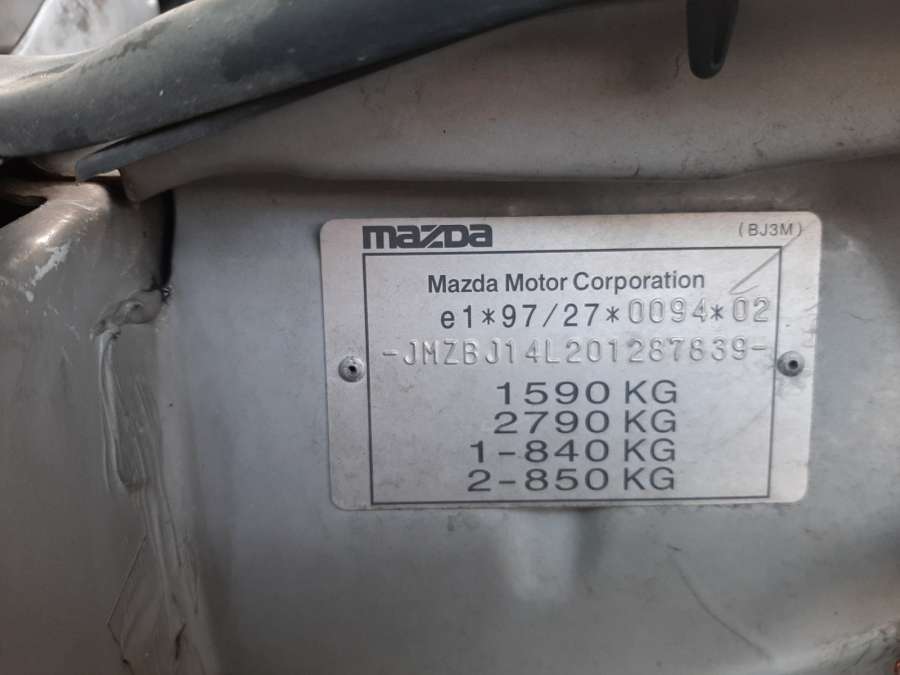 mazda
(BJ3M)
Mazda Motor Corporation
e1*97/27*0094*02
-JMZBJ14L201287839-
1590 KG
2790 KG
1-840 KG
2-850 KG